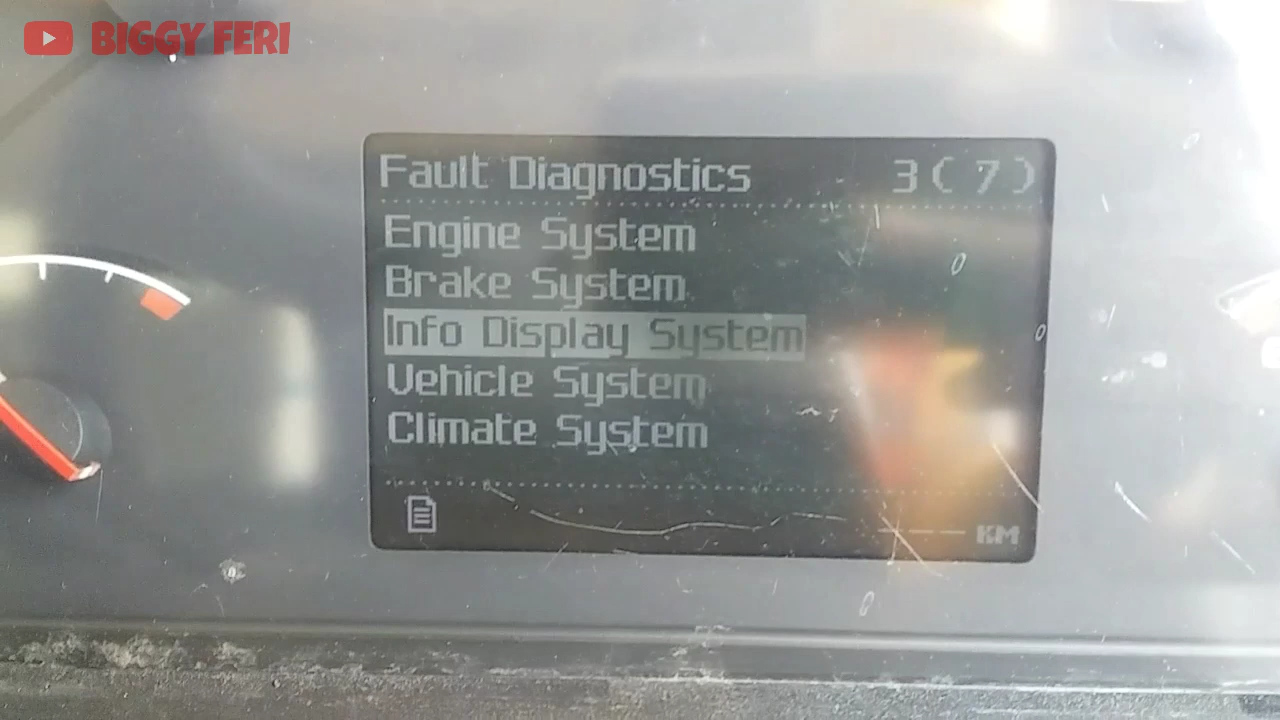 BIGGY FERI
Fault Diagnostics 3 ( 7 )
Engine System
Brake System
Info Display System
Vehicle System
Climate System
--- KM